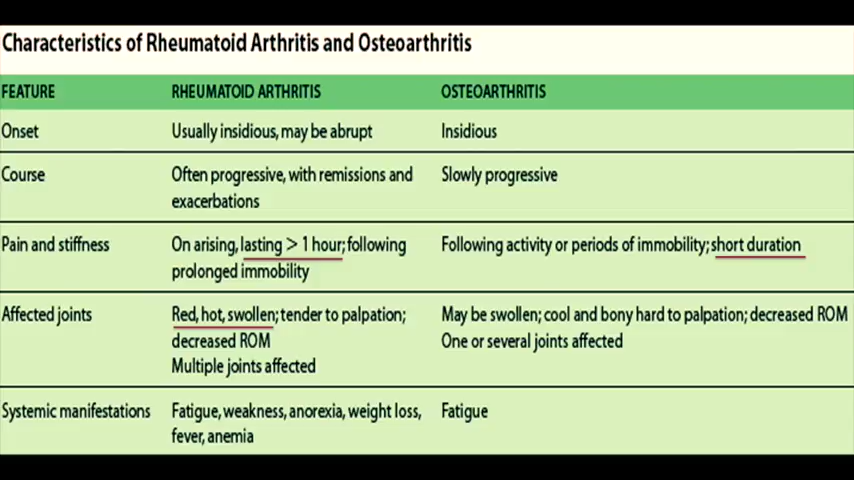 Characteristics of Rheumatoid Arthritis and Osteoarthritis
FEATURE RHEUMATOID ARTHRITIS OSTEOARTHRITIS
Onset Usually insidious, may be abrupt Insidious
Course Often progressive, with remissions and Slowly progressive
exacerbations
Pain and stiffness On arising, lasting > 1 hour; following Following activity or periods of immobility; short duration
prolonged immobility
Affected joints Red, hot, swollen; tender to palpation; May be swollen; cool and bony hard to palpation; decreased ROM
decreased ROM One or several joints affected
Multiple joints affected
Systemic manifestations Fatigue, weakness, anorexia, weight loss, Fatigue
fever, anemia